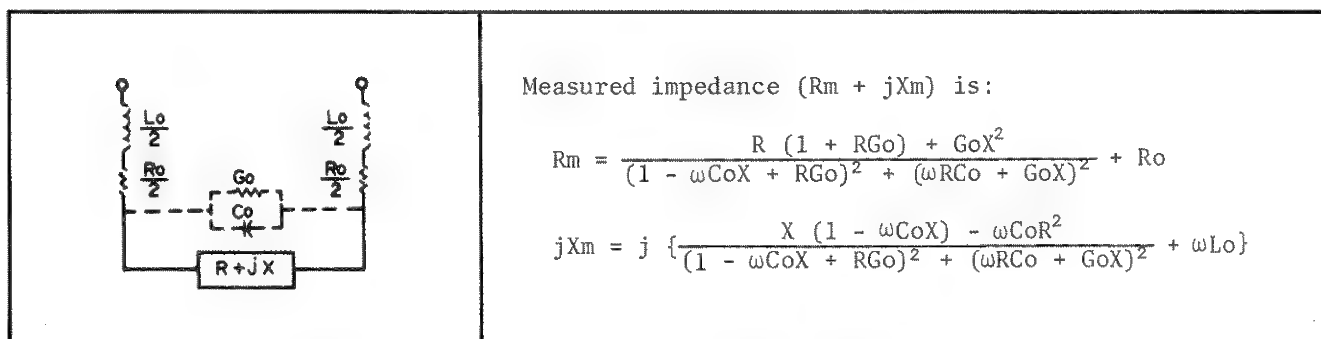 Lo/2 Lo/2
Ro/2 Ro/2
Go
Co
R+jX
Measured impedance (Rm + jXm) is:
Rm = R (1 + RGo) + GoX² / (1 - ωCoX + RGo)² + (ωRCo + GoX)² + Ro
jXm = j {X (1 - ωCoX) - ωCoR² / (1 - ωCoX + RGo)² + (ωRCo + GoX)² + ωLo}